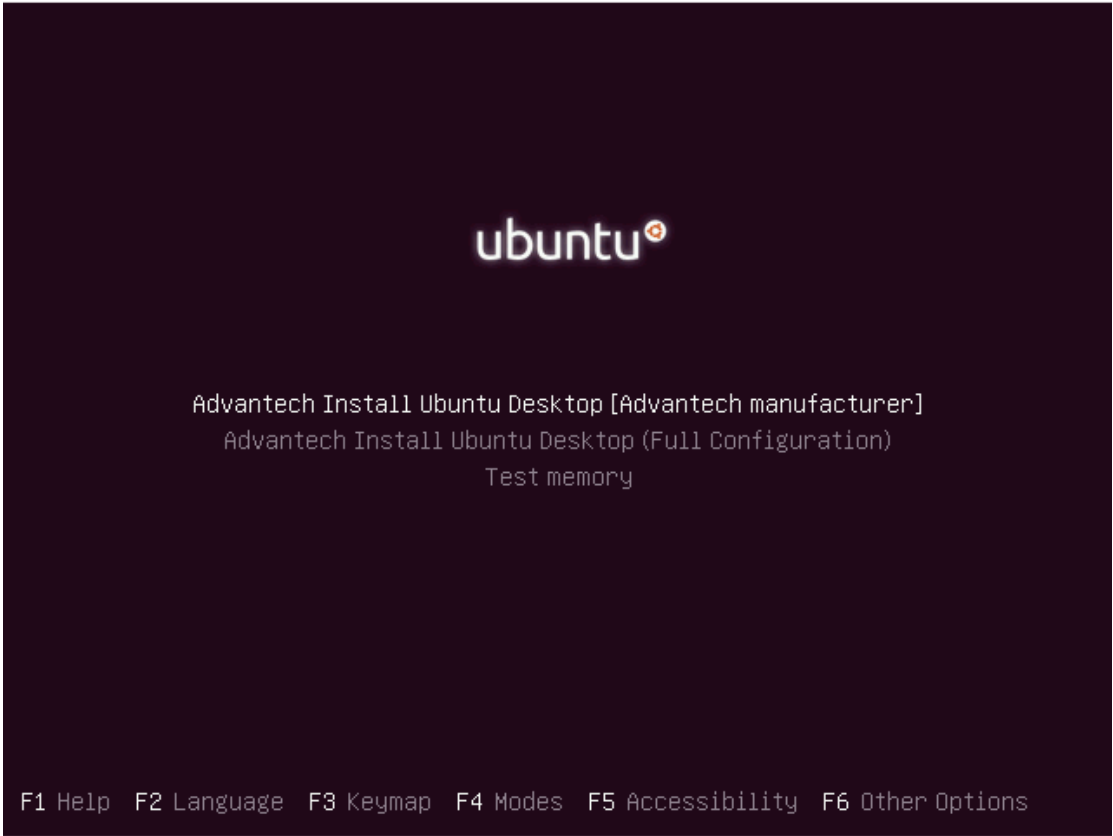 ubuntu
Advantech Install Ubuntu Desktop [Advantech manufacturer]
Advantech Install Ubuntu Desktop (Full Configuration)
Test memory
F1 Help F2 Language F3 Keymap F4 Modes F5 Accessibility F6 Other Options